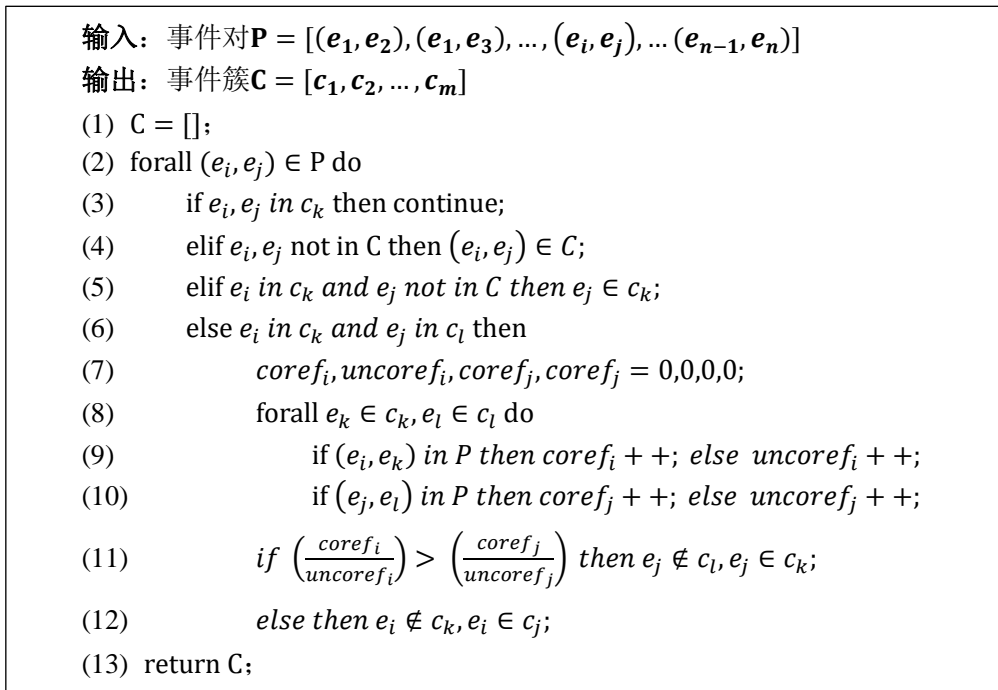 输入：事件对P = [(e₁, e₂), (e₁, e₃), … , (eᵢ, eⱼ), … (eₙ₋₁, eₙ)]
输出：事件簇C = [c₁, c₂, … , cₘ]
(1) C = []；
(2) forall (eᵢ, eⱼ) ∈ P do
(3) if eᵢ, eⱼ in cₖ then continue;
(4) elif eᵢ, eⱼ not in C then (eᵢ, eⱼ) ∈ C;
(5) elif eᵢ in cₖ and eⱼ not in C then eⱼ ∈ cₖ;
(6) else eᵢ in cₖ and eⱼ in cₗ then
(7) corefᵢ, uncorefᵢ, corefⱼ, corefⱼ = 0,0,0,0;
(8) forall eₖ ∈ cₖ, eₗ ∈ cₗ do
(9) if (eᵢ, eₖ) in P then corefᵢ + +; else uncorefᵢ + +;
(10) if (eⱼ, eₗ) in P then corefⱼ + +; else uncorefⱼ + +;
(11) if (corefᵢ/uncorefᵢ) > (corefⱼ/uncorefⱼ) then eⱼ ∉ cₗ, eⱼ ∈ cₖ;
(12) else then eᵢ ∉ cₖ, eᵢ ∈ cⱼ;
(13) return C；